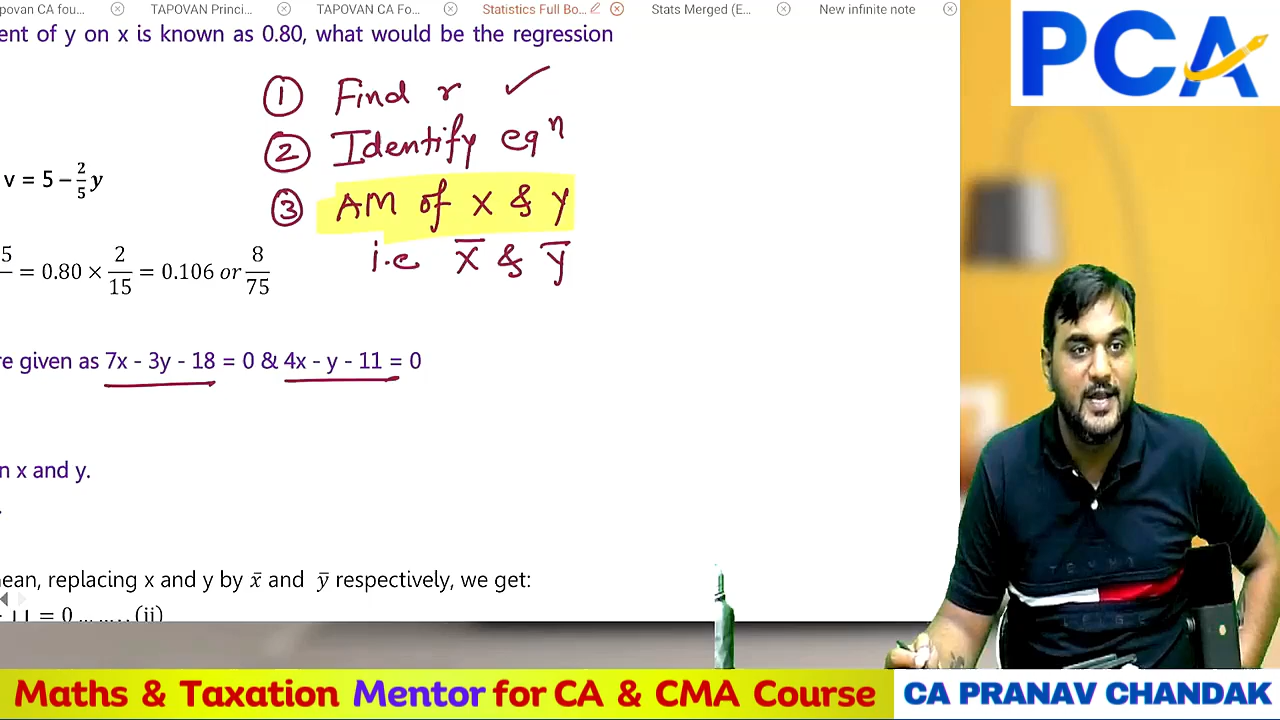 CA fou...
TAPOVAN Princi...
TAPOVAN CA Fo...
Statistics Full Bo...
Stats Merged (E...
New infinite note
ent of y on x is known as 0.80, what would be the regression
① Find r ✓
② Identify eqⁿ
③ AM of x & y
i.e x̅ & y̅
v = 5 − 2/5 y
5 = 0.80 × 2/15 = 0.106 or 8/75
re given as 7x - 3y - 18 = 0 & 4x - y - 11 = 0
n x and y.
ean, replacing x and y by x̅ and y̅ respectively, we get:
11 = 0 ... ... . (ii)
PCA
Maths & Taxation Mentor for CA & CMA Course
CA PRANAV CHANDAK